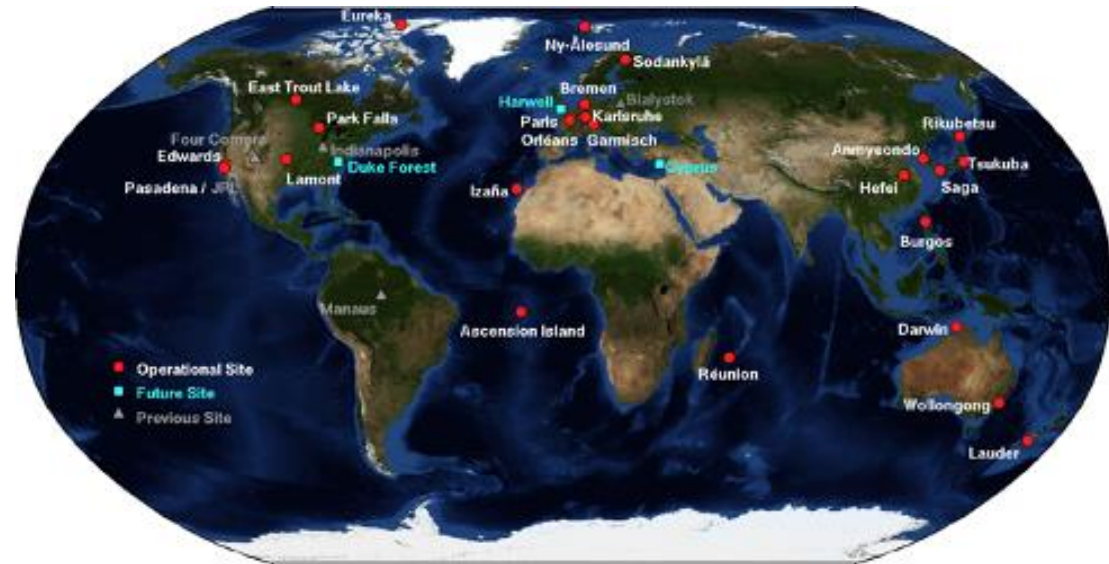 Eureka
Ny-Ålesund
Sodankylä
East Trout Lake
Bremen
Harwell
Bialystok
Park Falls
Paris
Karlsruhe
Rikubetsu
Four Corners
Indianapolis
Orléans
Garmisch
Anmyeondo
Edwards
Duke Forest
Cyprus
Tsukuba
Pasadena / JPL
Lamont
Izaña
Hefei
Saga
Burgos
Manaus
Ascension Island
Darwin
Operational Site
Réunion
Future Site
Wollongong
Previous Site
Lauder